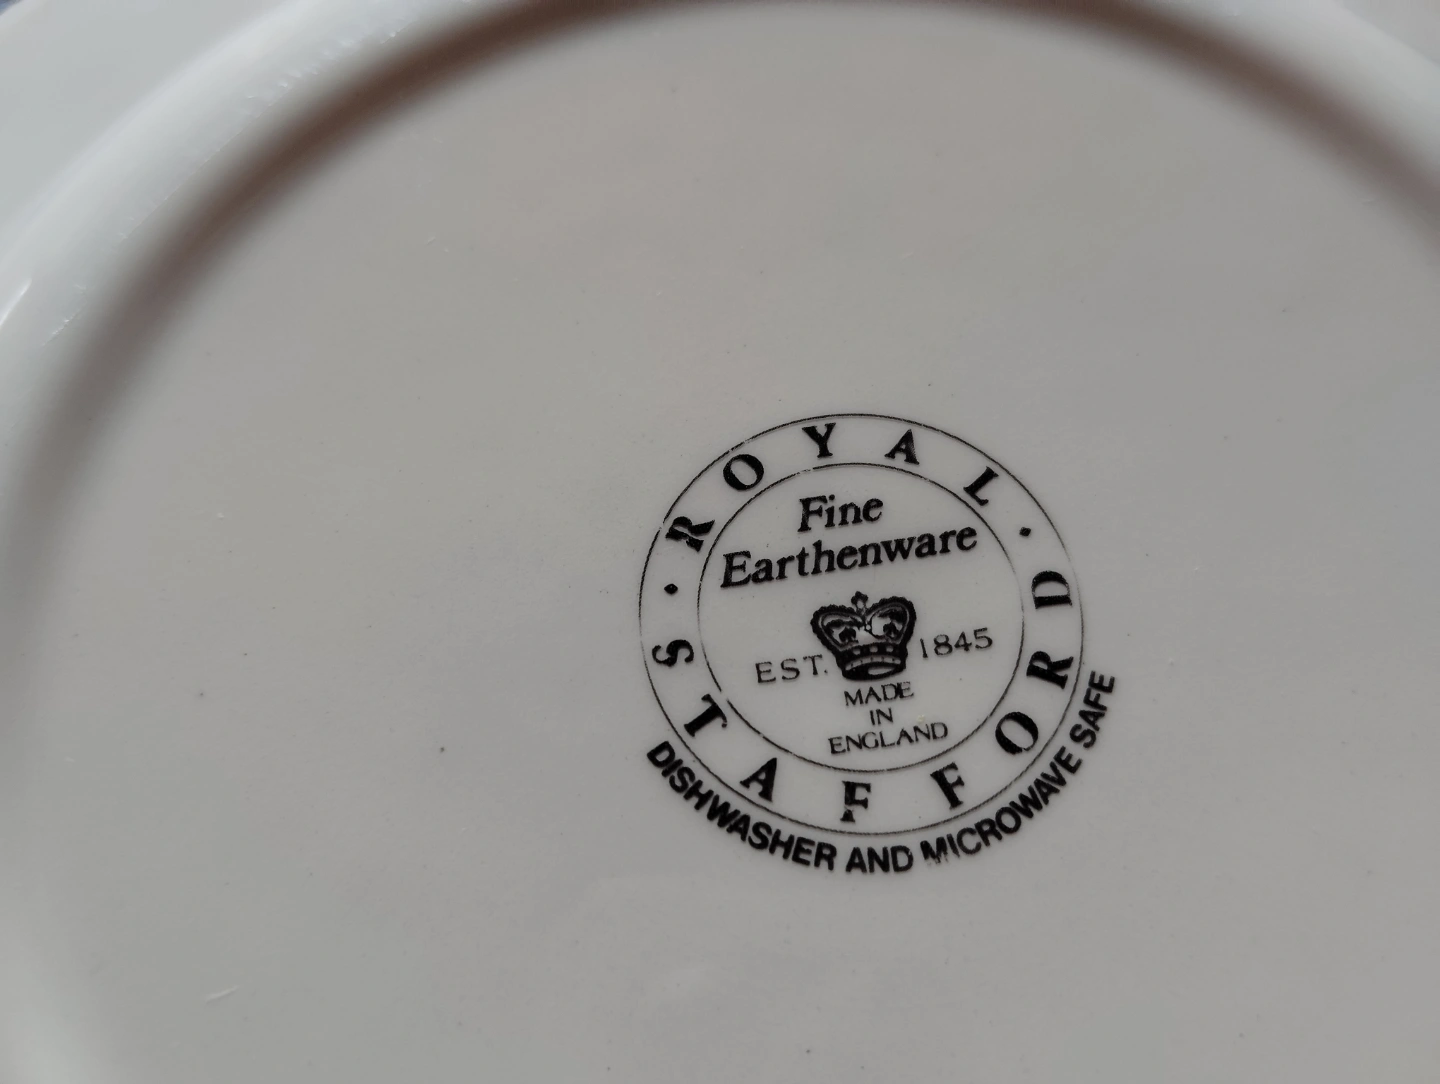 ROYAL
Fine
Earthenware
EST. 1845
MADE
IN
ENGLAND
STAFFORD
DISHWASHER AND MICROWAVE SAFE